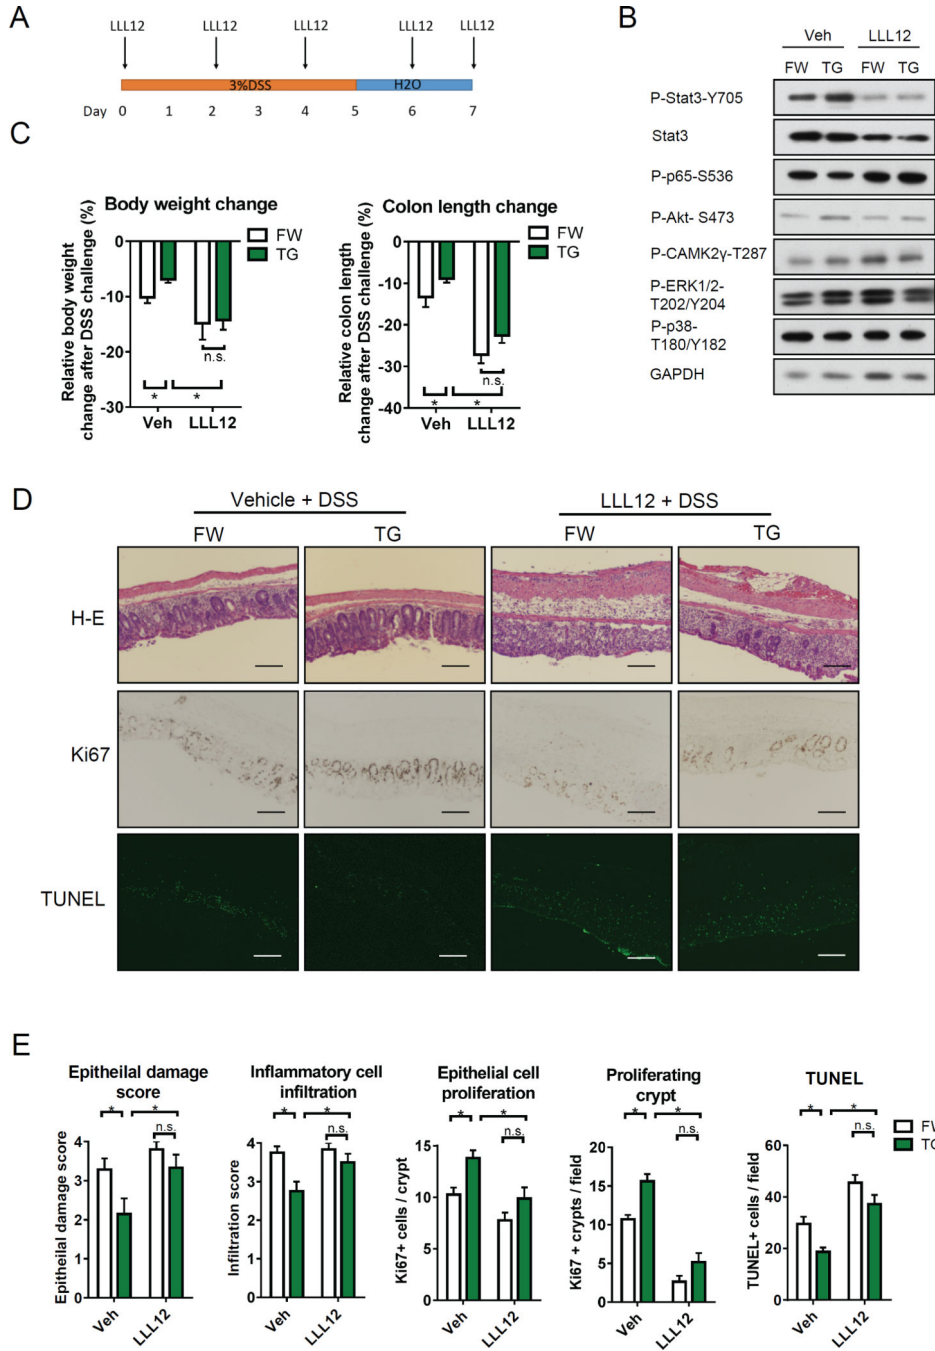 A
LLL12 LLL12 LLL12 LLL12 LLL12
3%DSS H2O
Day 0 1 2 3 4 5 6 7
B
Veh LLL12
FW TG FW TG
P-Stat3-Y705
Stat3
P-p65-S536
P-Akt- S473
P-CAMK2γ-T287
P-ERK1/2-
T202/Y204
P-p38-
T180/Y182
GAPDH
C
Body weight change
Relative body weight
change after DSS challenge (%)
0
-10
-20
-30
FW
TG
n.s.
* *
Veh LLL12
Colon length change
Relative colon length
change after DSS challenge (%)
0
-10
-20
-30
-40
FW
TG
n.s.
* *
Veh LLL12
D
Vehicle + DSS LLL12 + DSS
FW TG FW TG
H-E
Ki67
TUNEL
E
Epitheilal damage
score
Epitheilal damage score
4
3
2
1
0
* *
n.s.
Veh LLL12
Inflammatory cell
infiltration
Infiltration score
4
3
2
1
0
* *
n.s.
Veh LLL12
Epithelial cell
proliferation
Ki67+ cells / crypt
15
10
5
0
* *
n.s.
Veh LLL12
Proliferating
crypt
Ki67 + crypts / field
20
15
10
5
0
* *
n.s.
Veh LLL12
TUNEL
TUNEL+ cells / field
60
40
20
0
* *
n.s.
Veh LLL12
FW
TG